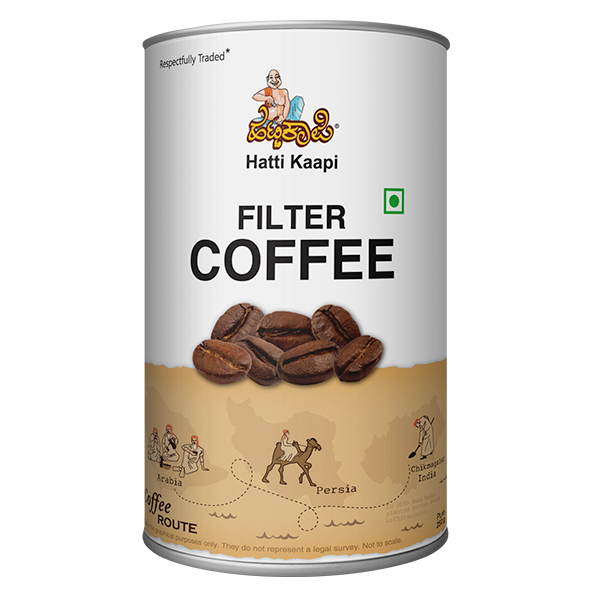 Respectfully Traded*
ಹಟ್ಟಿಕಾಪಿ®
Hatti Kaapi
FILTER
COFFEE
Arabia
Persia
Chikmagalur
India
Coffee
ROUTE
graphical purposes only. They do not represent a legal survey. Not to scale.